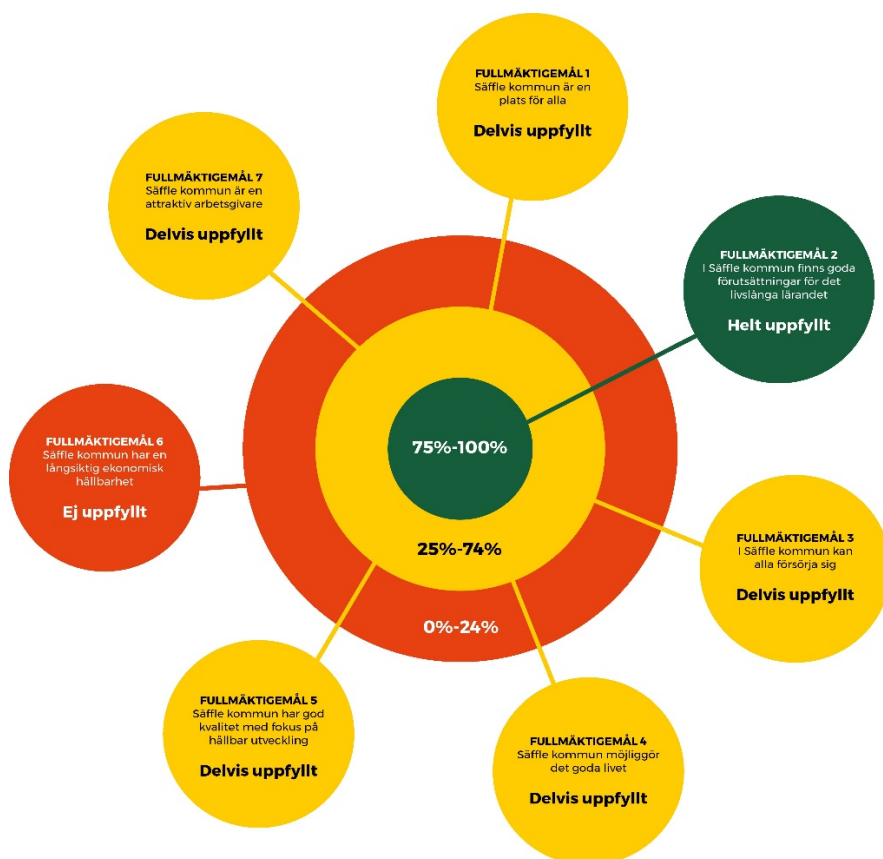 FULLMÄKTIGEMÅL 1
Säffle kommun är en
plats för alla
Delvis uppfyllt
FULLMÄKTIGEMÅL 2
I Säffle kommun finns goda
förutsättningar för det
livslånga lärandet
Helt uppfyllt
FULLMÄKTIGEMÅL 3
I Säffle kommun kan
alla försörja sig
Delvis uppfyllt
FULLMÄKTIGEMÅL 4
Säffle kommun möjliggör
det goda livet
Delvis uppfyllt
FULLMÄKTIGEMÅL 5
Säffle kommun har god
kvalitet med fokus på
hållbar utveckling
Delvis uppfyllt
FULLMÄKTIGEMÅL 6
Säffle kommun har en
långsiktig ekonomisk
hållbarhet
Ej uppfyllt
FULLMÄKTIGEMÅL 7
Säffle kommun är en
attraktiv arbetsgivare
Delvis uppfyllt
75%-100%
25%-74%
0%-24%